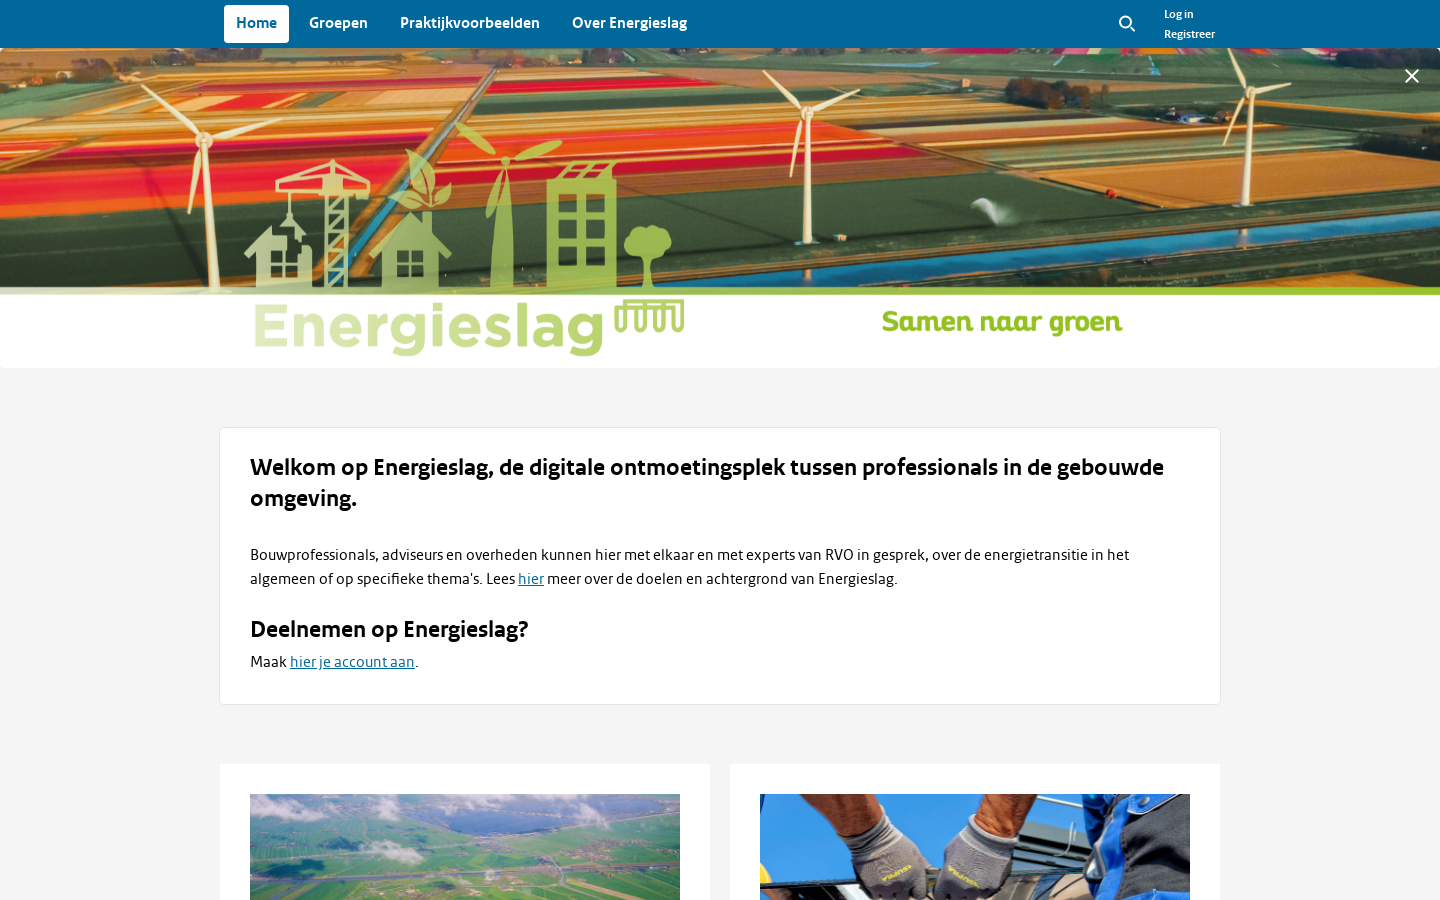 Home Groepen Praktijkvoorbeelden Over Energieslag
Log in
Registreer
Energieslag
Samen naar groen
Welkom op Energieslag, de digitale ontmoetingsplek tussen professionals in de gebouwde
omgeving.
Bouwprofessionals, adviseurs en overheden kunnen hier met elkaar en met experts van RVO in gesprek, over de energietransitie in het
algemeen of op specifieke thema's. Lees hier meer over de doelen en achtergrond van Energieslag.
Deelnemen op Energieslag?
Maak hier je account aan.